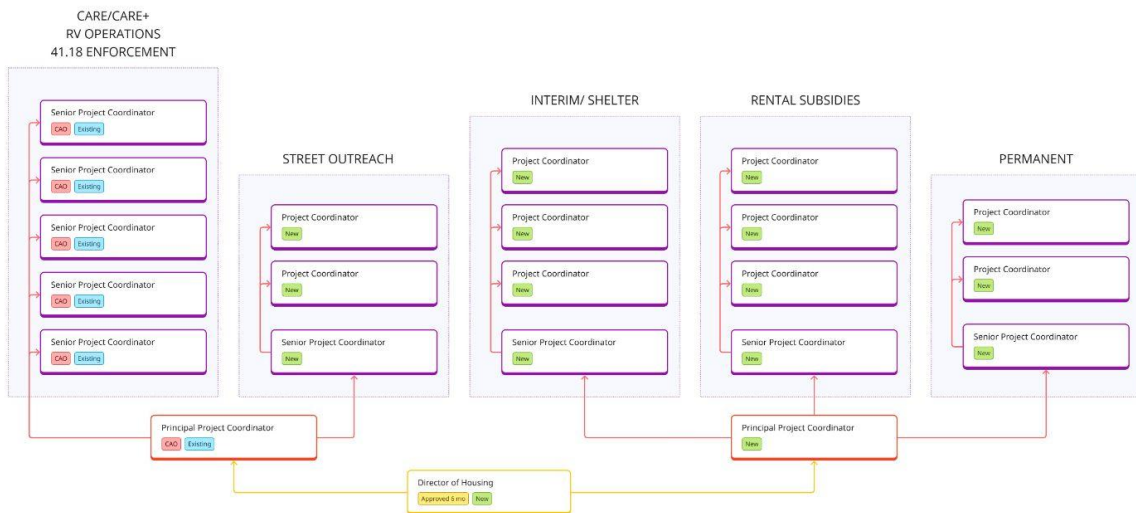 CARE/CARE+
RV OPERATIONS
41.18 ENFORCEMENT
Senior Project Coordinator
CAO Existing
Senior Project Coordinator
CAO Existing
Senior Project Coordinator
CAO Existing
Senior Project Coordinator
CAO Existing
Senior Project Coordinator
CAO Existing
STREET OUTREACH
Project Coordinator
New
Project Coordinator
New
Senior Project Coordinator
New
INTERIM/ SHELTER
Project Coordinator
New
Project Coordinator
New
Project Coordinator
New
Senior Project Coordinator
New
RENTAL SUBSIDIES
Project Coordinator
New
Project Coordinator
New
Project Coordinator
New
Senior Project Coordinator
New
PERMANENT
Project Coordinator
New
Project Coordinator
New
Senior Project Coordinator
New
Principal Project Coordinator
CAO Existing
Principal Project Coordinator
New
Director of Housing
Approved 6 mo New